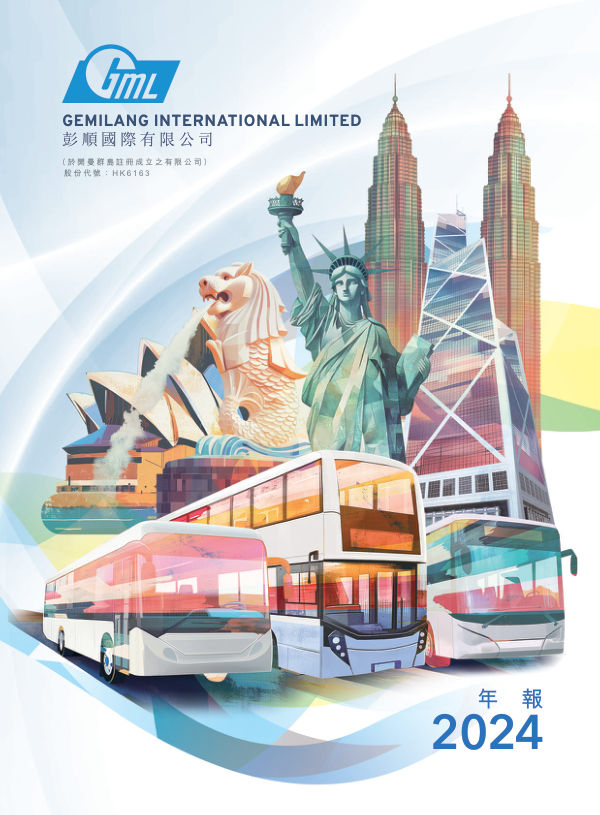 GML
GEMILANG INTERNATIONAL LIMITED
彭順國際有限公司
（於開曼群島註冊成立之有限公司）
股份代號：HK6163
年報
2024